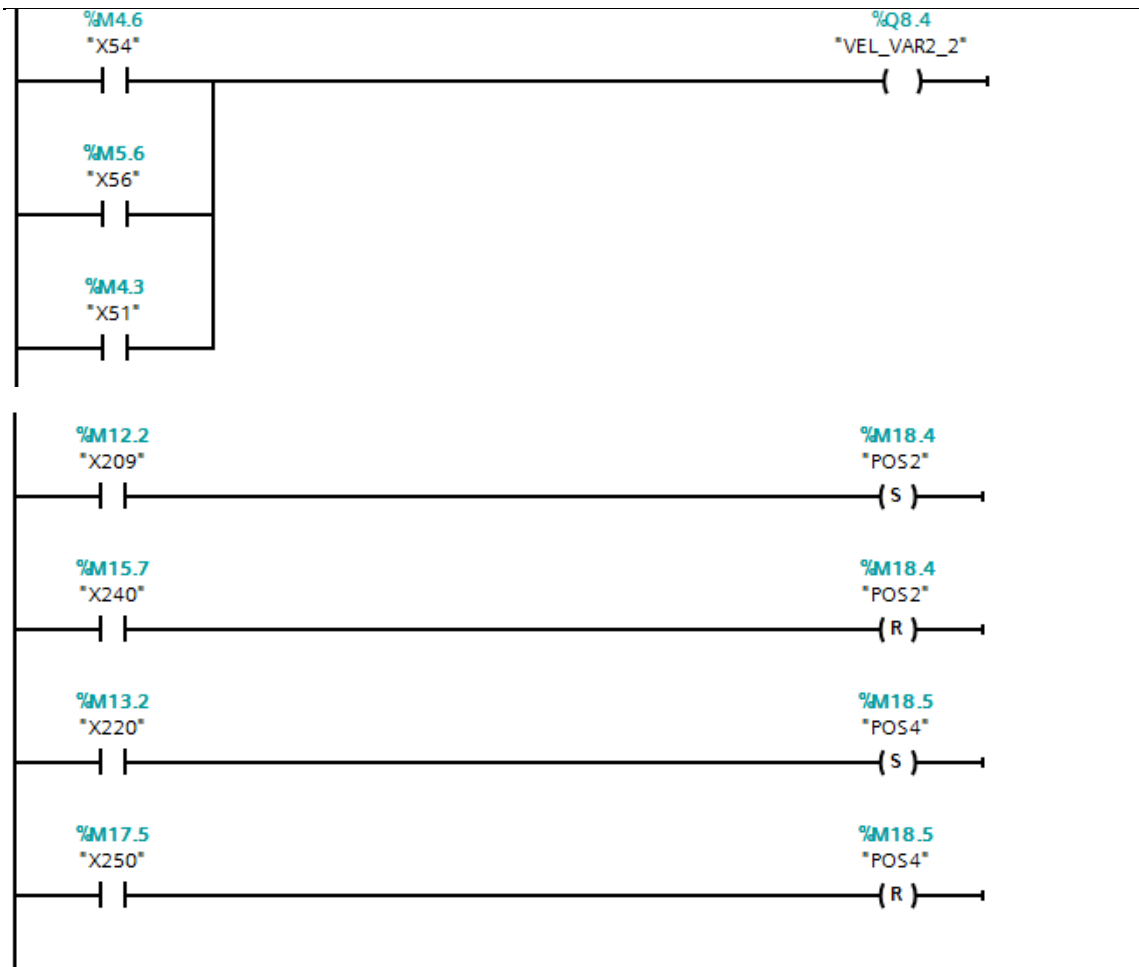 %M4.6 %Q8.4
"X54" "VEL_VAR2_2"
%M5.6
"X56"
%M4.3
"X51"
%M12.2 %M18.4
"X209" "POS2"
S
%M15.7 %M18.4
"X240" "POS2"
R
%M13.2 %M18.5
"X220" "POS4"
S
%M17.5 %M18.5
"X250" "POS4"
R